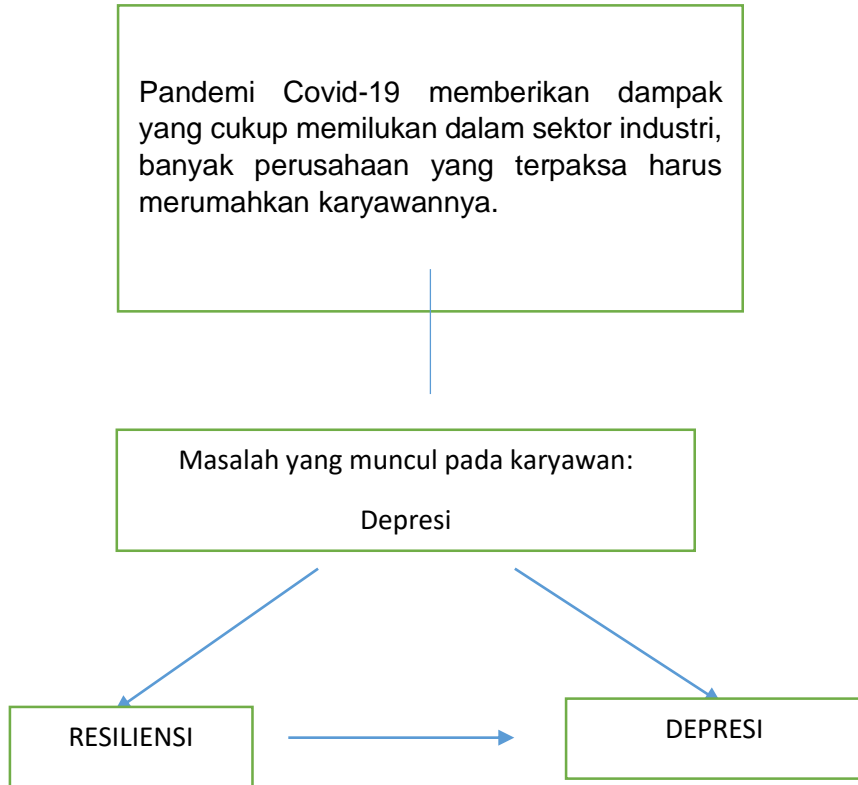 Pandemi Covid-19 memberikan dampak
yang cukup memilukan dalam sektor industri,
banyak perusahaan yang terpaksa harus
merumahkan karyawannya.
Masalah yang muncul pada karyawan:
Depresi
RESILIENSI
DEPRESI